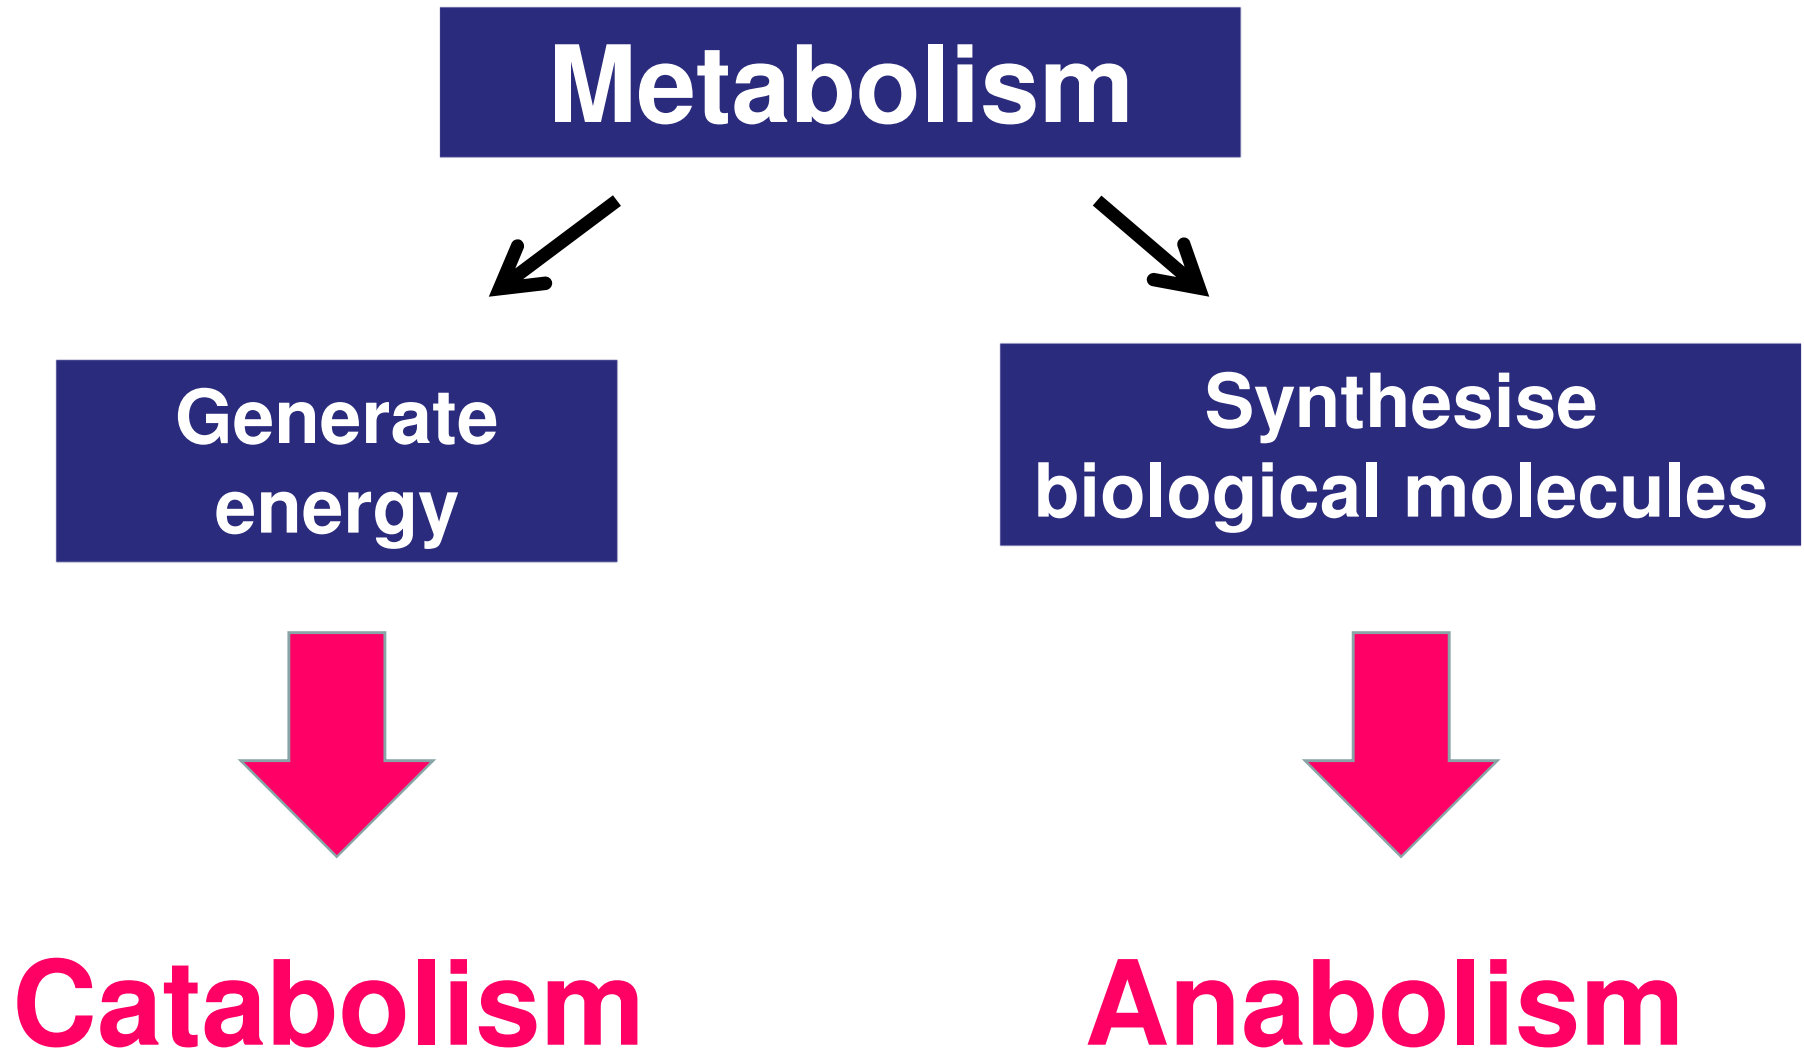 Metabolism
Generate
energy
Synthesise
biological molecules
Catabolism
Anabolism